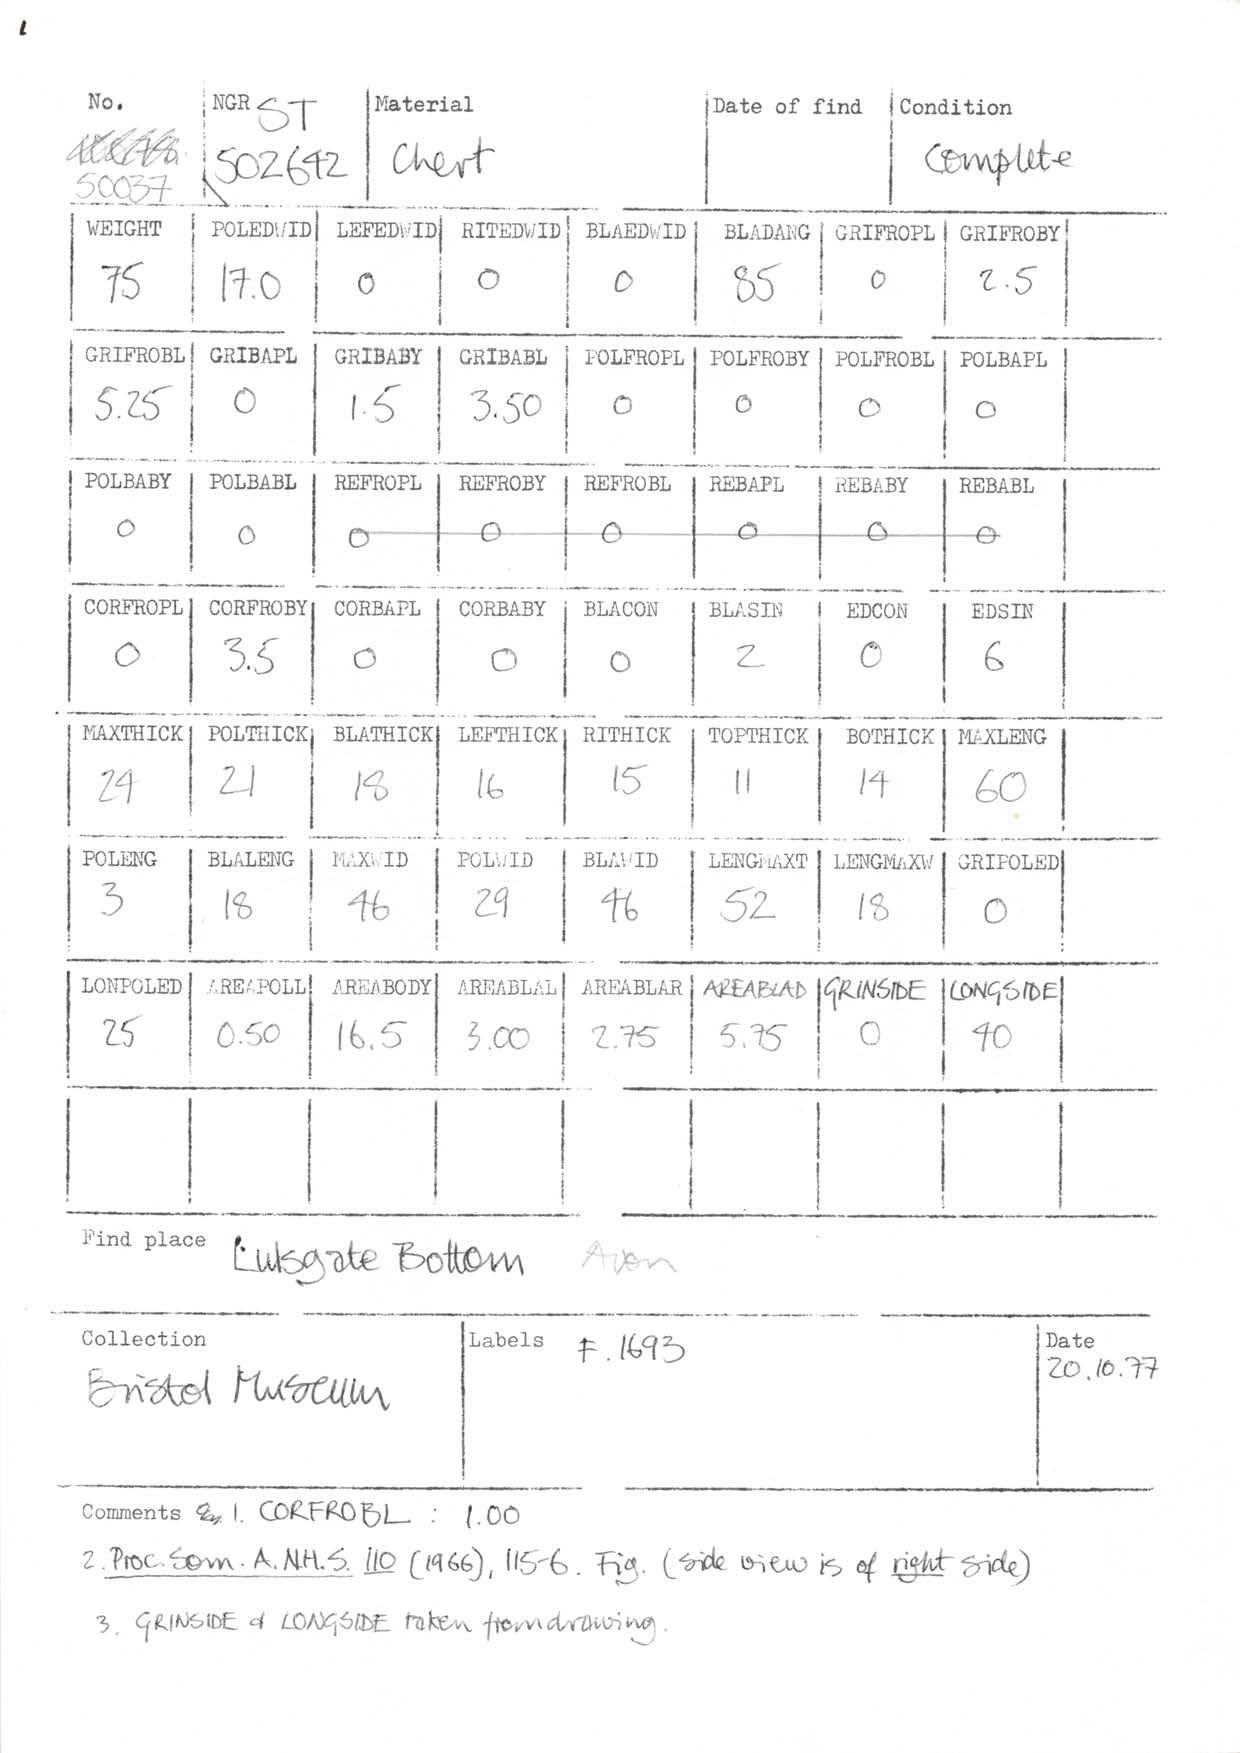 No. NGR ST Material Date of find Condition
50037 502642 Chert Complete
WEIGHT POLEDWID LEFEDWID RITEDWID BLAEDWID BLADANG GRIFROPL GRIFROBY
75 17.0 0 0 0 85 0 2.5
GRIFROBL GRIBAPL GRIBABY GRIBABL POLFROPL POLFROBY POLFROBL POLBAPL
5.25 0 1.5 3.50 0 0 0 0
POLBABY POLBABL REFROPL REFROBY REFROBL REBAPL REBABY REBABL
0 0 0 0 0 0 0 0
CORFROPL CORFROBY CORBAPL CORBABY BLACON BLASIN EDCON EDSIN
0 3.5 0 0 0 2 0 6
MAXTHICK POLTHICK BLATHICK LEFTHICK RITHICK TOPTHICK BOTHICK MAXLENG
24 21 18 16 15 11 14 60
POLENG BLALENG MAXWID POLWID BLAWID LENGMAXT LENGMAXW GRIPOLED
3 18 46 29 46 52 18 0
LONPOLED AREAPOLL AREABODY AREABLAL AREABLAR AREABLAD GRINSIDE LONGSIDE
25 0.50 16.5 3.00 2.75 5.75 0 40
Find place Lulsgate Bottom Avon
Collection Labels F.1693 Date
Bristol Museum 20.10.77
Comments 1. CORFROBL : 1.00
2. Proc. Som. A.N.H.S. 110 (1966), 115-6. Fig. (side view is of right side)
3. GRINSIDE & LONGSIDE taken from drawing.